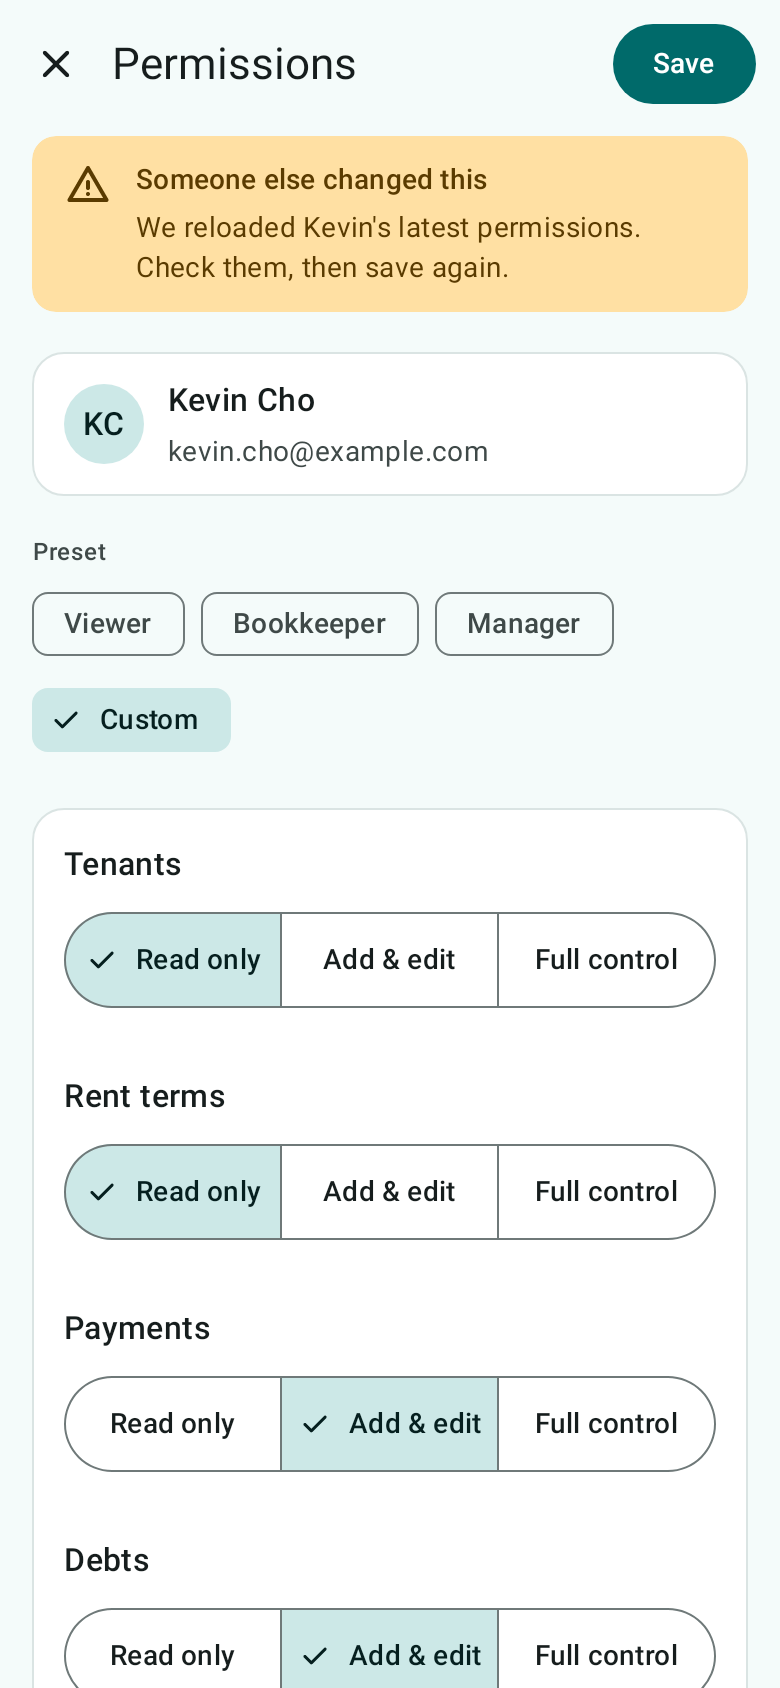 Permissions
Save
Someone else changed this
We reloaded Kevin's latest permissions.
Check them, then save again.
KC
Kevin Cho
kevin.cho@example.com
Preset
Viewer
Bookkeeper
Manager
Custom
Tenants
Read only
Add & edit
Full control
Rent terms
Read only
Add & edit
Full control
Payments
Read only
Add & edit
Full control
Debts
Read only
Add & edit
Full control